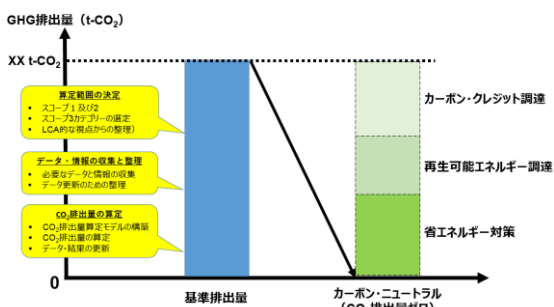 GHG排出量（t-CO₂）
XX t-CO₂
算定範囲の決定
• スコープ1及び2
• スコープ3カテゴリーの選定
• LCA的な視点からの整理）
データ・情報の収集と整理
• 必要なデータと情報の収集
• データ更新のための整理
CO₂排出量の算定
• CO₂排出量算定モデルの構築
• CO₂排出量の算定
• データ・結果の更新
カーボン・クレジット調達
再生可能エネルギー調達
省エネルギー対策
0
基準排出量
カーボン・ニュートラル
（CO₂排出量ゼロ）